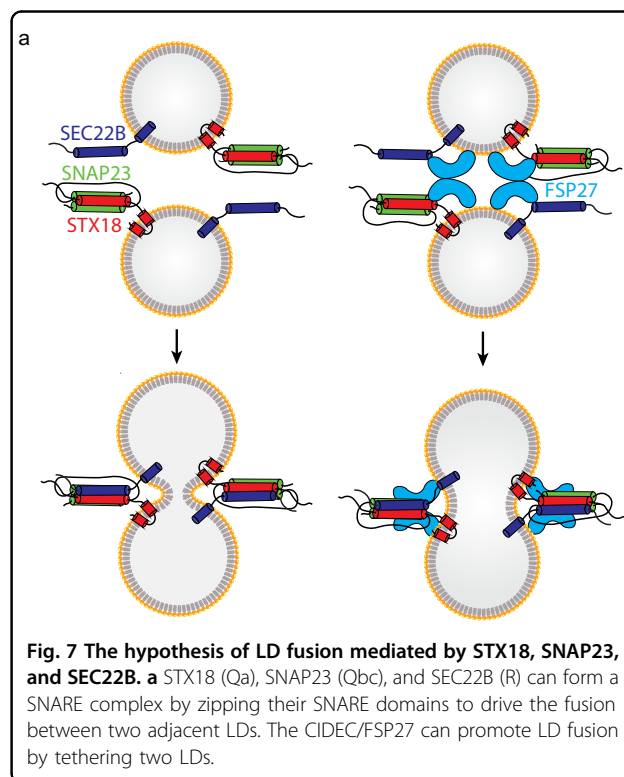 a
SEC22B
SNAP23
STX18
FSP27
Fig. 7 The hypothesis of LD fusion mediated by STX18, SNAP23,
and SEC22B. a STX18 (Qa), SNAP23 (Qbc), and SEC22B (R) can form a
SNARE complex by zipping their SNARE domains to drive the fusion
between two adjacent LDs. The CIDEC/FSP27 can promote LD fusion
by tethering two LDs.